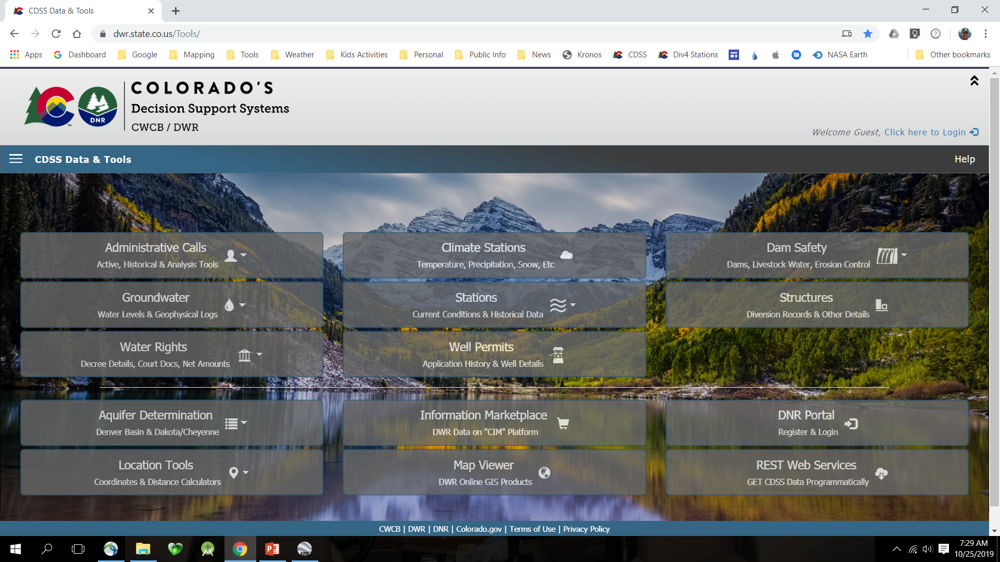 CDSS Data & Tools
dwr.state.co.us/Tools/
Apps Dashboard Google Mapping Tools Weather Kids Activities Personal Public Info News Kronos CDSS Div4 Stations NASA Earth Other bookmarks
COLORADO'S
Decision Support Systems
CWCB / DWR
DNR
TM
Welcome Guest, Click here to Login
CDSS Data & Tools
Help
Administrative Calls
Active, Historical & Analysis Tools
Climate Stations
Temperature, Precipitation, Snow, Etc
Dam Safety
Dams, Livestock Water, Erosion Control
Groundwater
Water Levels & Geophysical Logs
Stations
Current Conditions & Historical Data
Structures
Diversion Records & Other Details
Water Rights
Decree Details, Court Docs, Net Amounts
Well Permits
Application History & Well Details
Aquifer Determination
Denver Basin & Dakota/Cheyenne
Information Marketplace
DWR Data on "CIM" Platform
DNR Portal
Register & Login
Location Tools
Coordinates & Distance Calculators
Map Viewer
DWR Online GIS Products
REST Web Services
GET CDSS Data Programmatically
CWCB | DWR | DNR | Colorado.gov | Terms of Use | Privacy Policy
Pro
7:29 AM
10/25/2019